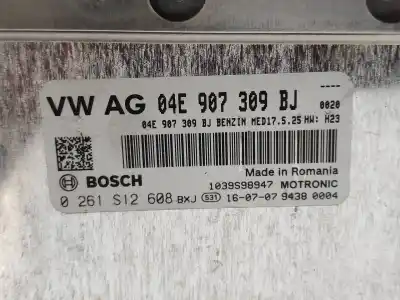 VW AG 04E 907 309 BJ
----
0020
04E 907 309 BJ BENZIN MED17.5.25 HW: H23
Made in Romania
BOSCH
1039S98947 MOTRONIC
0 261 S12 608 BXJ S31 16-07-07 9438 0004